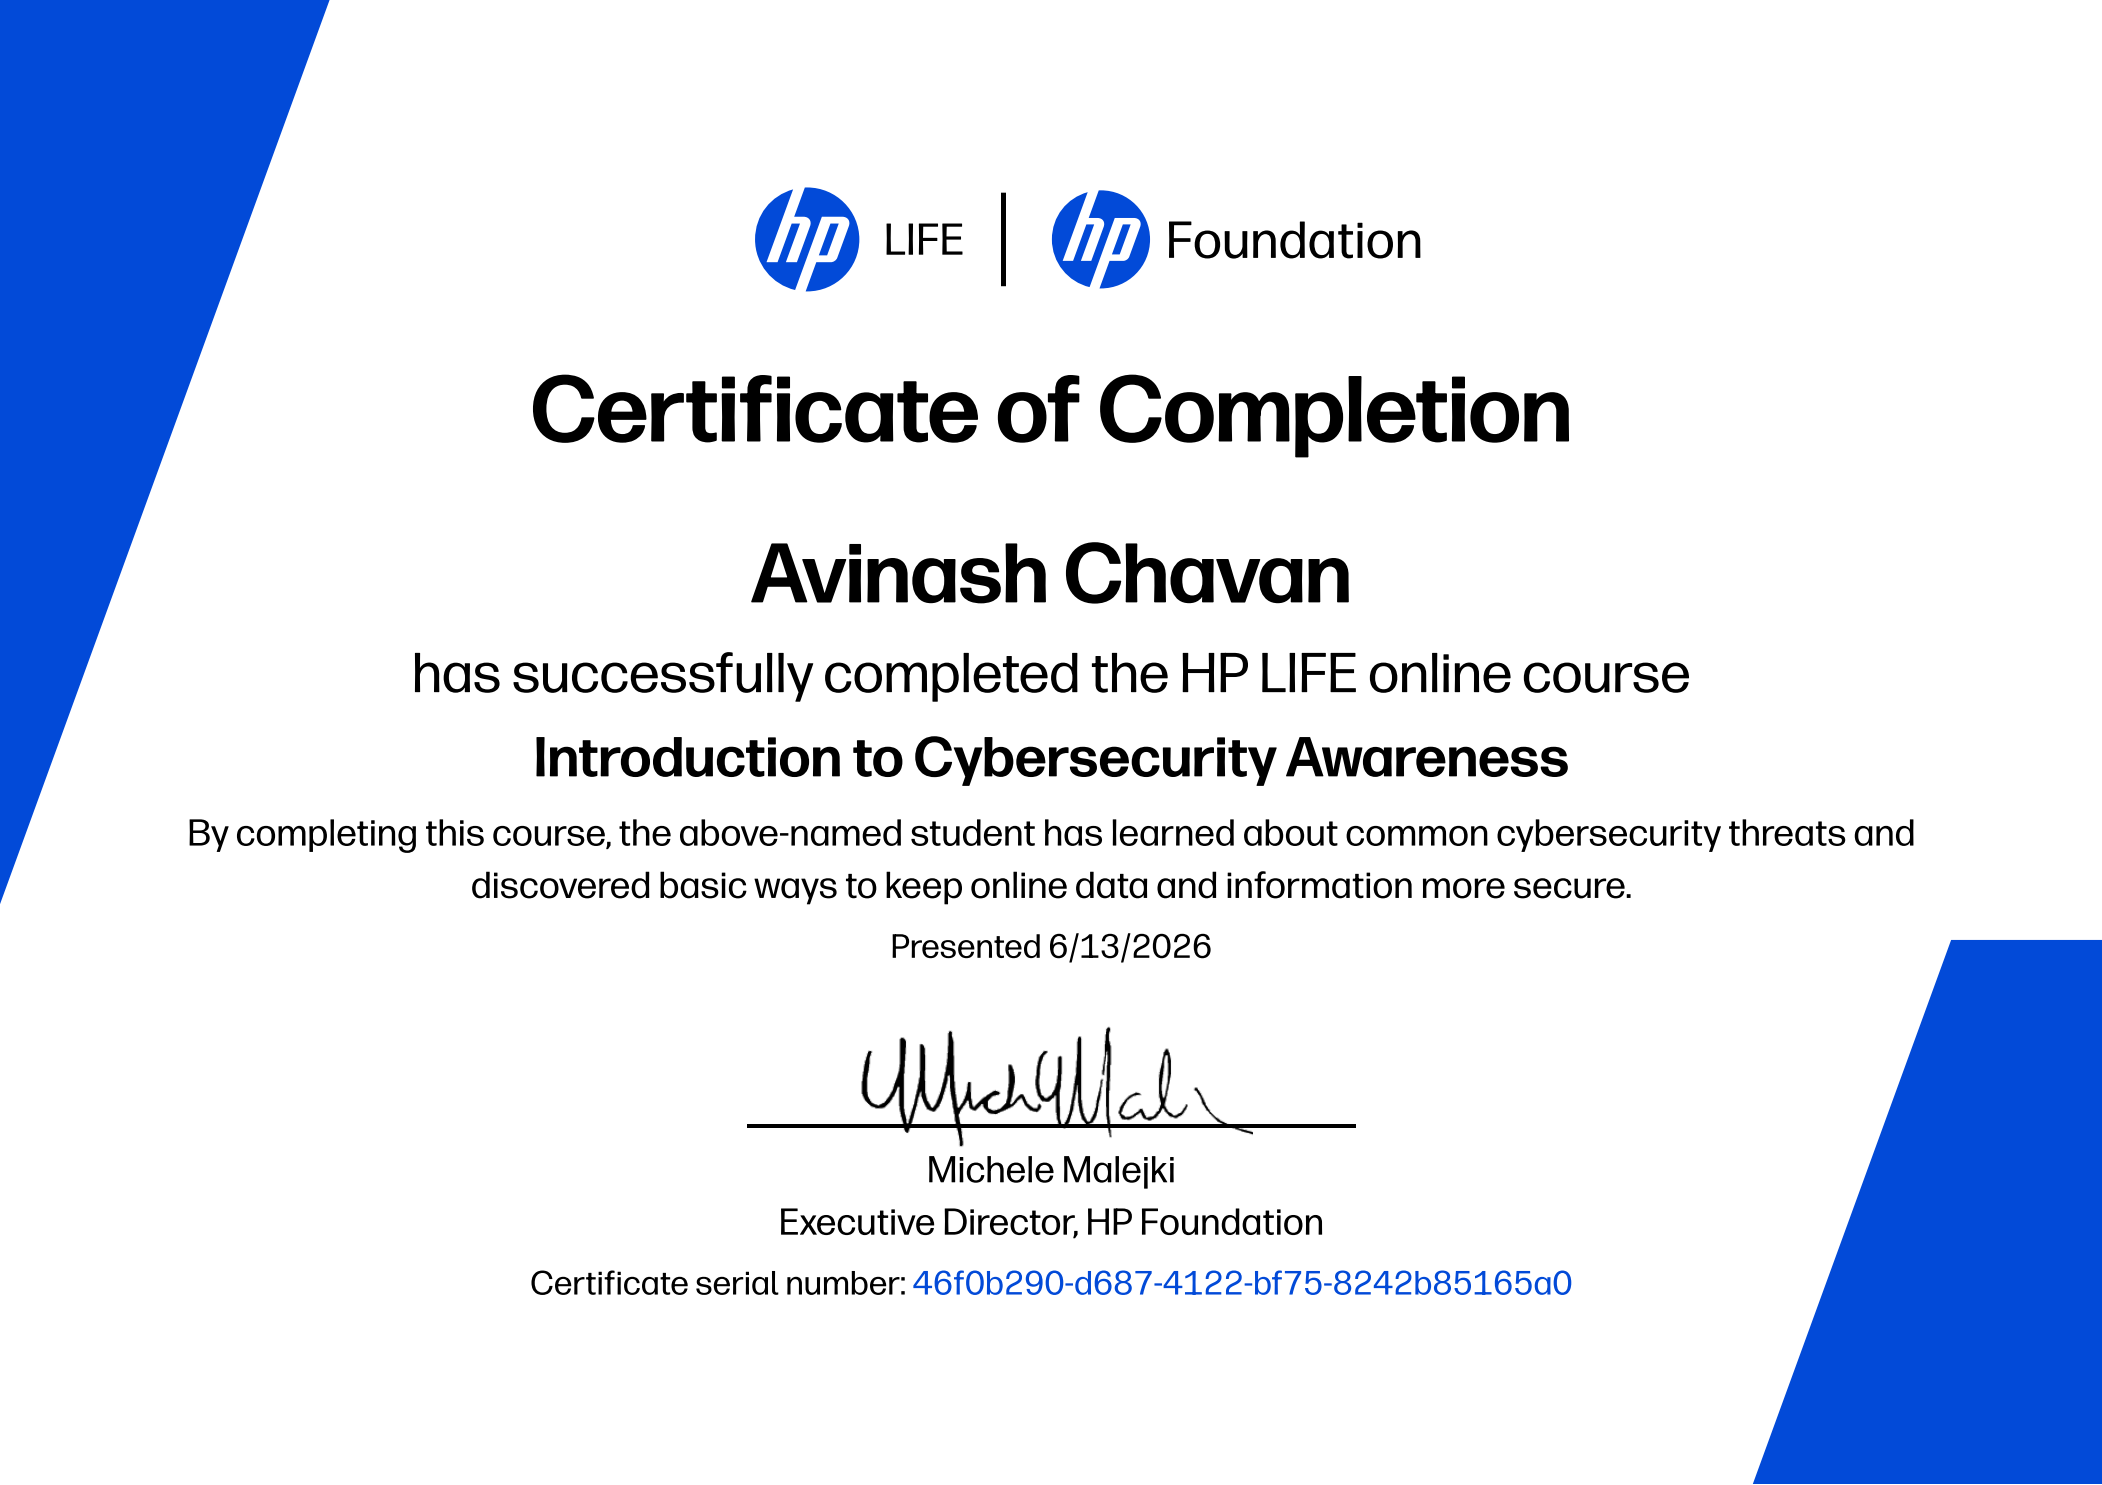 hp LIFE | hp Foundation
Certificate of Completion
Avinash Chavan
has successfully completed the HP LIFE online course
Introduction to Cybersecurity Awareness
By completing this course, the above-named student has learned about common cybersecurity threats and
discovered basic ways to keep online data and information more secure.
Presented 6/13/2026
Michele Malejki
Executive Director, HP Foundation
Certificate serial number: 46f0b290-d687-4122-bf75-8242b85165a0